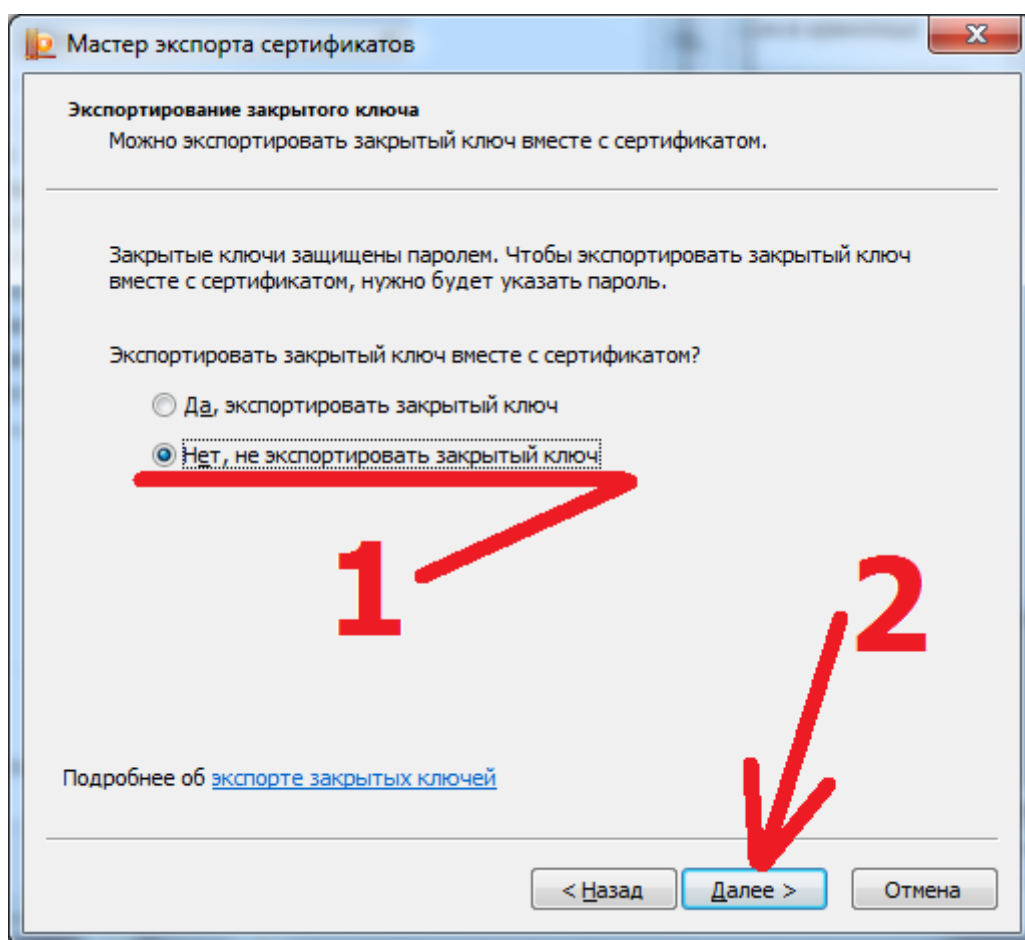 Мастер экспорта сертификатов
Экспортирование закрытого ключа
Можно экспортировать закрытый ключ вместе с сертификатом.
Закрытые ключи защищены паролем. Чтобы экспортировать закрытый ключ
вместе с сертификатом, нужно будет указать пароль.
Экспортировать закрытый ключ вместе с сертификатом?
Да, экспортировать закрытый ключ
Нет, не экспортировать закрытый ключ
1
2
Подробнее об экспорте закрытых ключей
< Назад Далее > Отмена